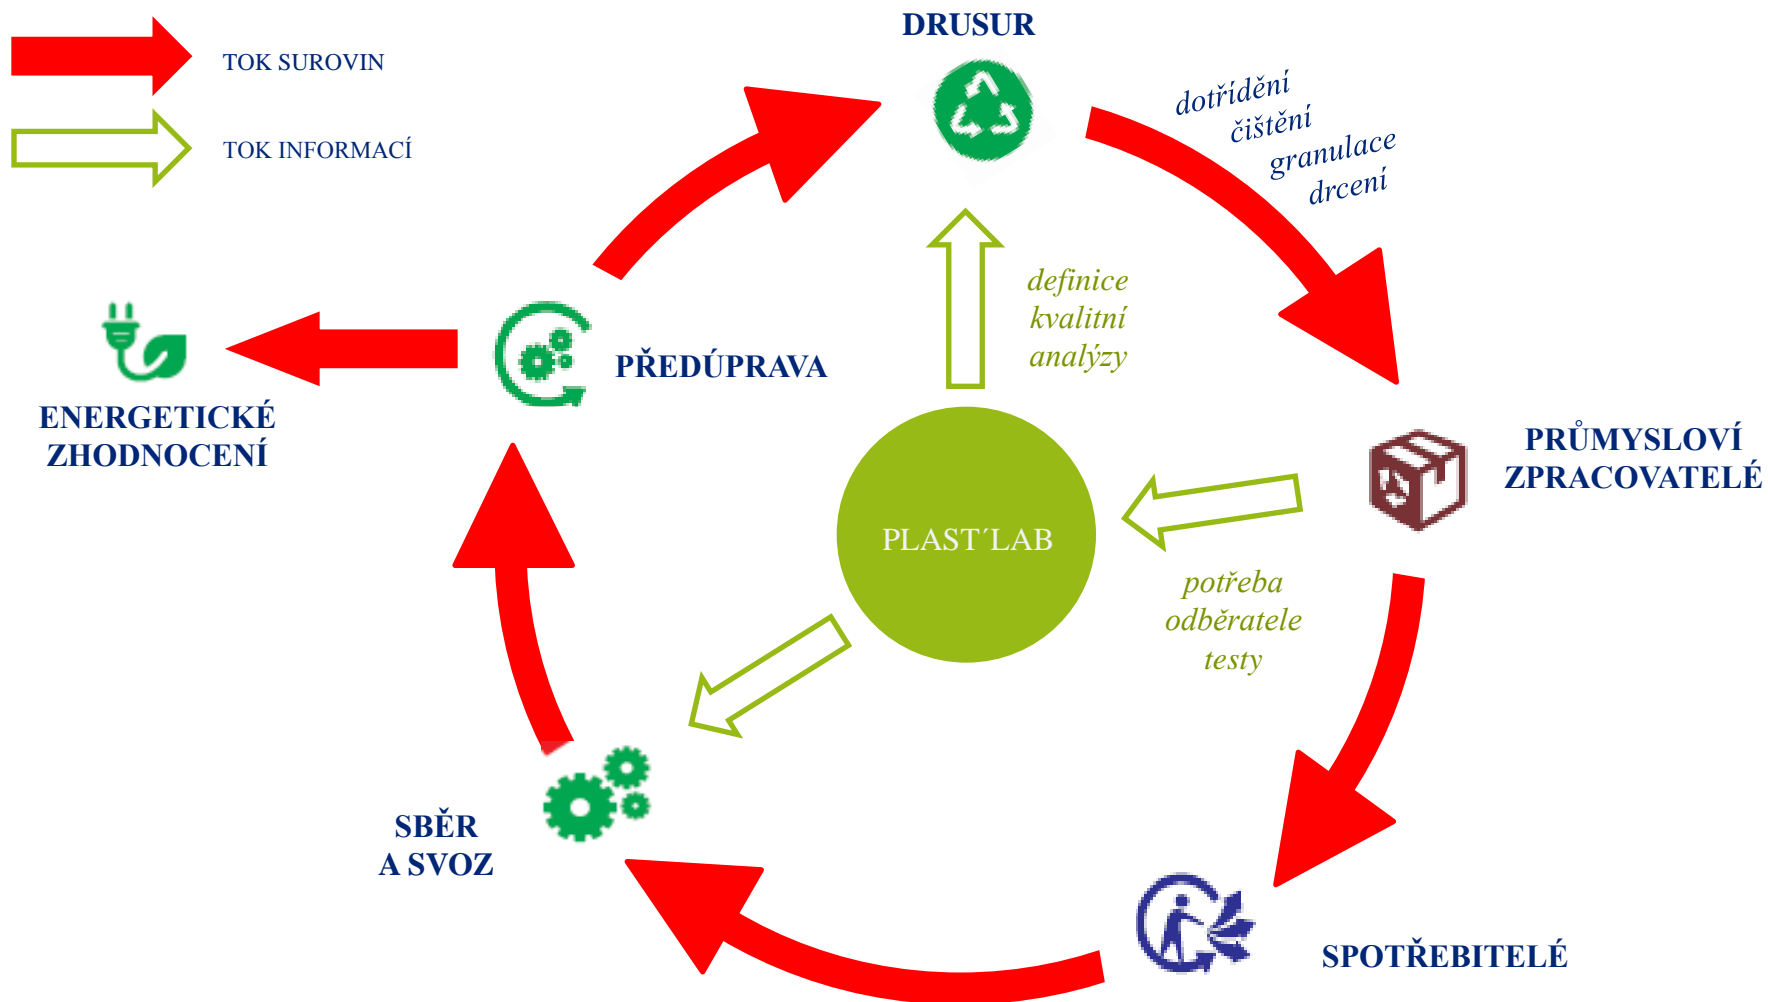 DRUSUR
TOK SUROVIN
TOK INFORMACÍ
dotřídění
čištění
granulace
drcení
definice
kvalitní
analýzy
PŘEDÚPRAVA
ENERGETICKÉ
ZHODNOCENÍ
PRŮMYSLOVÍ
ZPRACOVATELÉ
PLAST´LAB
potřeba
odběratele
testy
SBĚR
A SVOZ
SPOTŘEBITELÉ